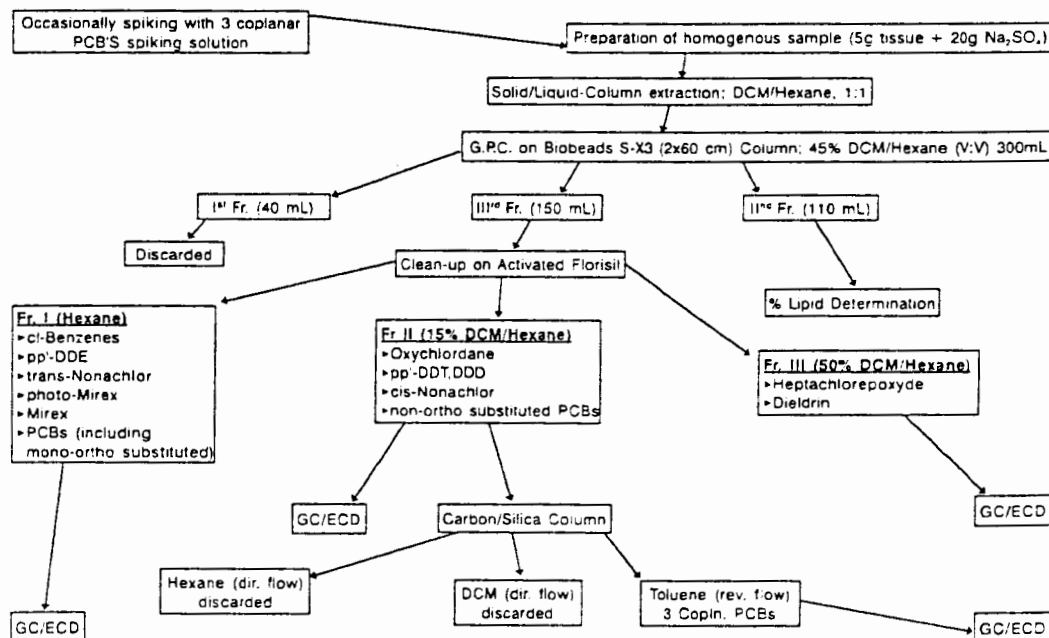 Occasionally spiking with 3 coplanar
PCB'S spiking solution
Preparation of homogenous sample (5g tissue + 20g Na₂SO₄)
Solid/Liquid-Column extraction; DCM/Hexane, 1:1
G.P.C. on Biobeads S-X3 (2x60 cm) Column; 45% DCM/Hexane (V:V) 300mL
Iˢᵗ Fr. (40 mL)
IIIʳᵈ Fr. (150 mL)
IIⁿᵈ Fr. (110 mL)
Discarded
Clean-up on Activated Florisil
% Lipid Determination
Fr. I (Hexane)
▸cl-Benzenes
▸pp'-DDE
▸trans-Nonachlor
▸photo-Mirex
▸Mirex
▸PCBs (including
mono-ortho substituted)
Fr II (15% DCM/Hexane)
▸Oxychlordane
▸pp'-DDT,DDD
▸cis-Nonachlor
▸non-ortho substituted PCBs
Fr. III (50% DCM/Hexane)
▸Heptachlorepoxyde
▸Dieldrin
GC/ECD
Carbon/Silica Column
GC/ECD
Hexane (dir. flow)
discarded
DCM (dir. flow)
discarded
Toluene (rev. flow)
3 Copln. PCBs
GC/ECD
GC/ECD